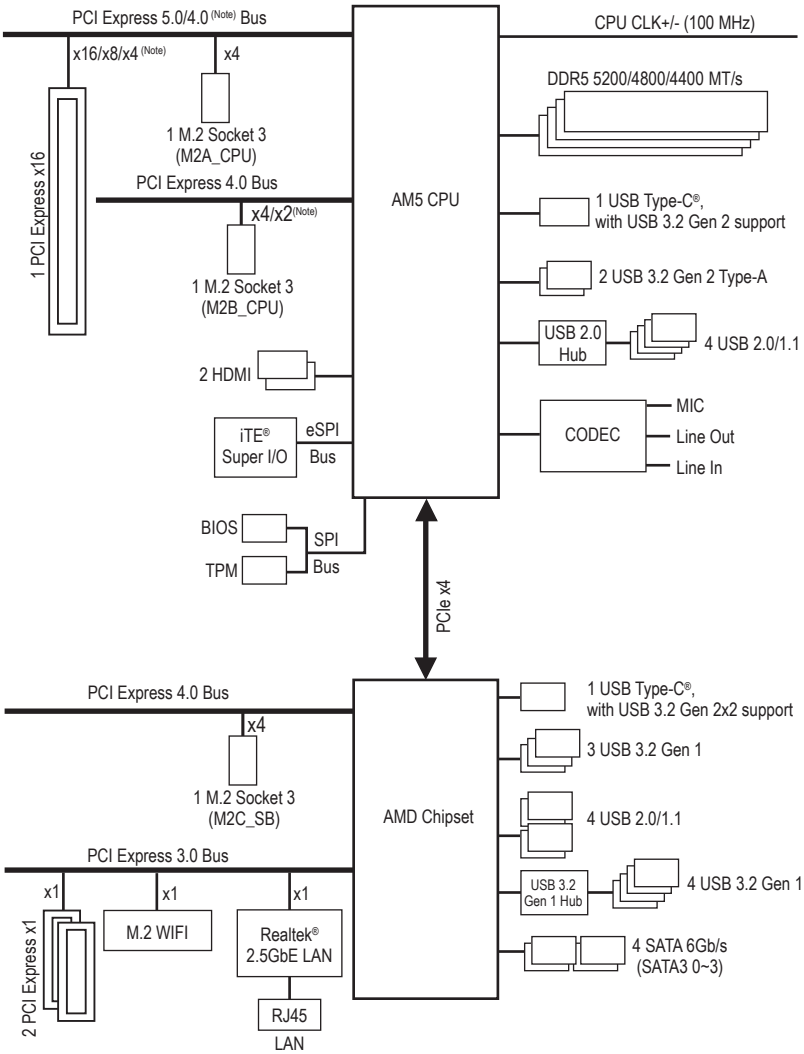 PCI Express 5.0/4.0 (Note) Bus
x16/x8/x4 (Note)
x4
1 PCI Express x16
1 M.2 Socket 3
(M2A_CPU)
PCI Express 4.0 Bus
x4/x2(Note)
1 M.2 Socket 3
(M2B_CPU)
2 HDMI
iTE®
Super I/O
eSPI
Bus
BIOS
TPM
SPI
Bus
AM5 CPU
CPU CLK+/- (100 MHz)
DDR5 5200/4800/4400 MT/s
1 USB Type-C®,
with USB 3.2 Gen 2 support
2 USB 3.2 Gen 2 Type-A
USB 2.0
Hub
4 USB 2.0/1.1
CODEC
MIC
Line Out
Line In
PCIe x4
PCI Express 4.0 Bus
x4
1 M.2 Socket 3
(M2C_SB)
PCI Express 3.0 Bus
x1
x1
x1
2 PCI Express x1
M.2 WIFI
Realtek®
2.5GbE LAN
RJ45
LAN
AMD Chipset
1 USB Type-C®,
with USB 3.2 Gen 2x2 support
3 USB 3.2 Gen 1
4 USB 2.0/1.1
USB 3.2
Gen 1 Hub
4 USB 3.2 Gen 1
4 SATA 6Gb/s
(SATA3 0~3)